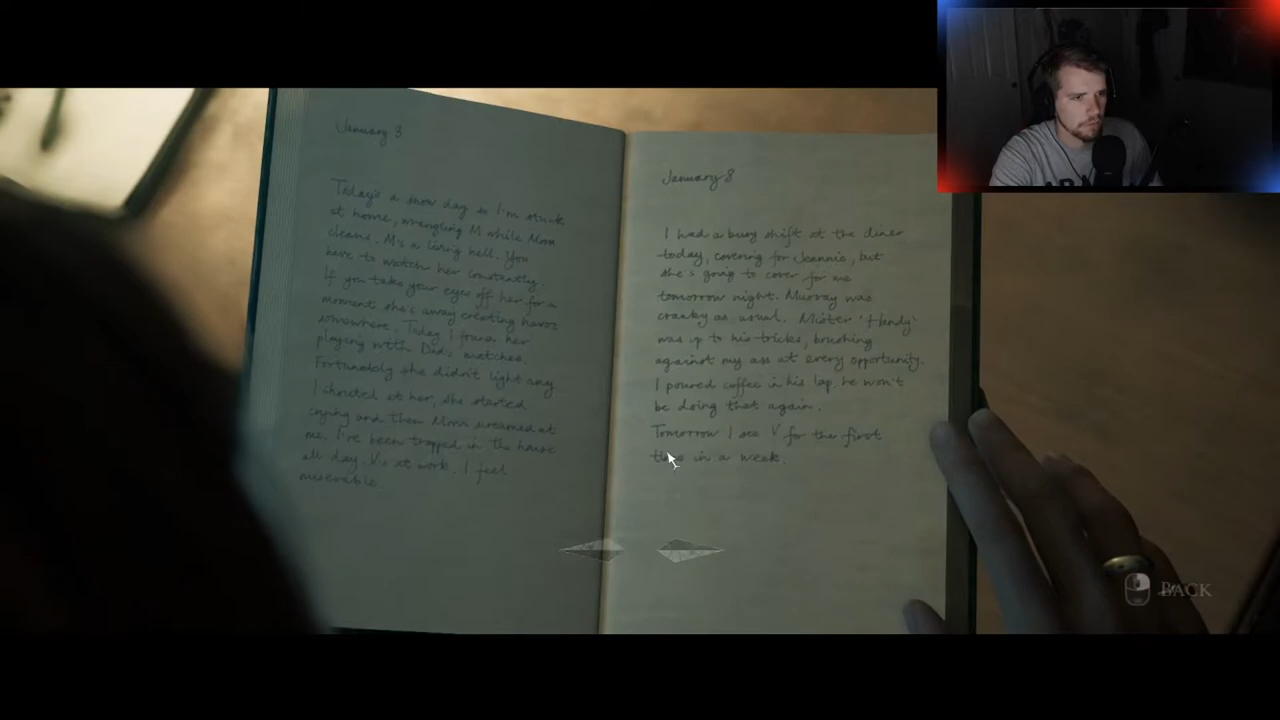 January 3
Today's a snow day so I'm stuck
at home, wrangling M while Mom
cleans. M's a living hell. You
have to watch her constantly.
If you take your eyes off her for a
moment she's away creating havoc
somewhere. Today I found her
playing with Dad's matches.
Fortunately she didn't light any
I shouted at her, she started
crying and then Mom screamed at
me. I've been trapped in the house
all day. V's at work. I feel
miserable.
January 8
I had a busy shift at the diner
today, covering for Jeannie, but
she's going to cover for me
tomorrow night. Murray was
cranky as usual. Mister 'Handy'
was up to his tricks, brushing
against my ass at every opportunity.
I poured coffee in his lap. he won't
be doing that again.
Tomorrow I see V for the first
time in a week.
BACK